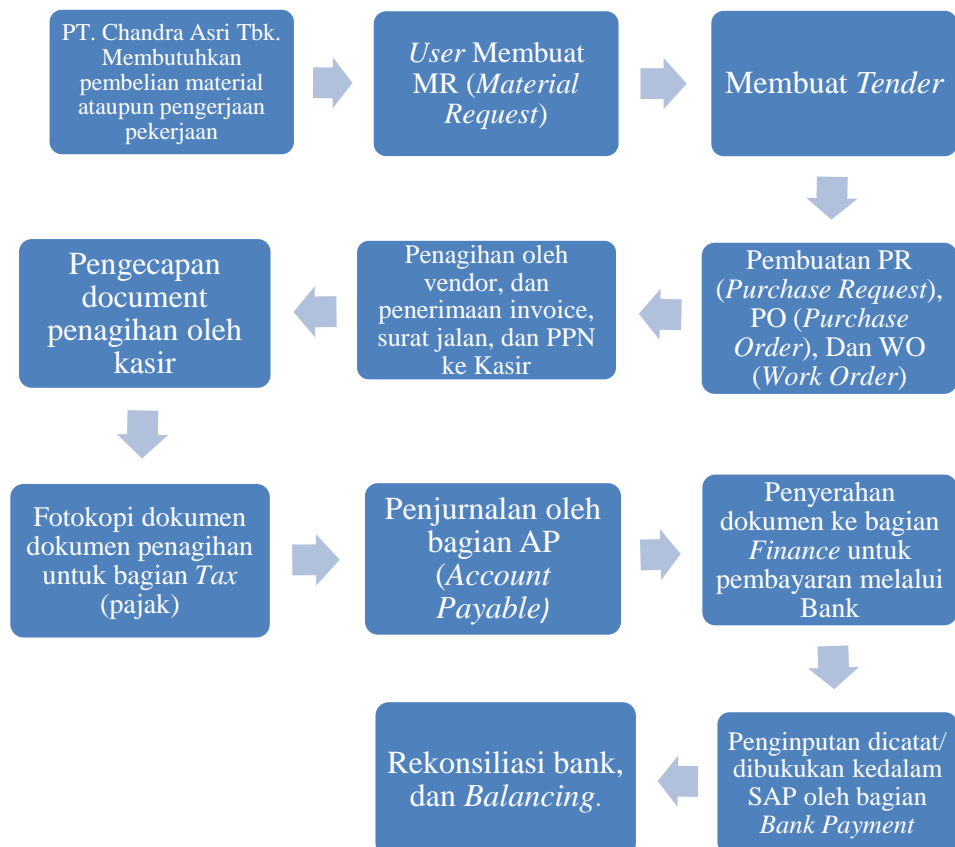 PT. Chandra Asri Tbk.
Membutuhkan
pembelian material
ataupun pengerjaan
pekerjaan
User Membuat
MR (Material
Request)
Membuat Tender
Pembuatan PR
(Purchase Request),
PO (Purchase
Order), Dan WO
(Work Order)
Penagihan oleh
vendor, dan
penerimaan invoice,
surat jalan, dan PPN
ke Kasir
Pengecapan
document
penagihan oleh
kasir
Fotokopi dokumen
dokumen penagihan
untuk bagian Tax
(pajak)
Penjurnalan oleh
bagian AP
(Account
Payable)
Penyerahan
dokumen ke bagian
Finance untuk
pembayaran melalui
Bank
Penginputan dicatat/
dibukukan kedalam
SAP oleh bagian
Bank Payment
Rekonsiliasi bank,
dan Balancing.